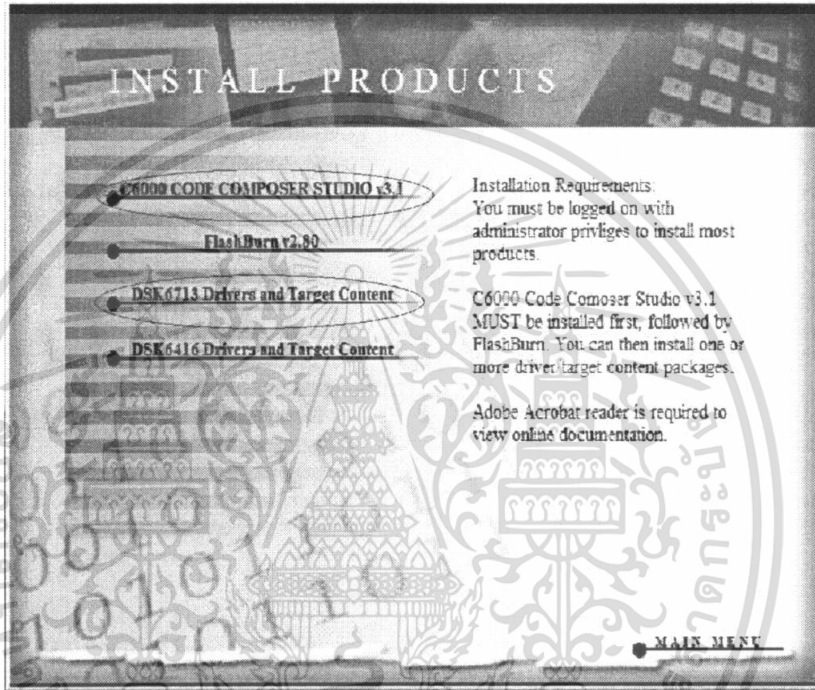 INSTALL PRODUCTS
C6000 CODE COMPOSER STUDIO v3.1
FlashBurn v2.80
DSK6713 Drivers and Target Content
DSK6416 Drivers and Target Content
Installation Requirements:
You must be logged on with
administrator privliges to install most
products.
C6000 Code Comoser Studio v3.1
MUST be installed first, followed by
FlashBurn. You can then install one or
more driver/target content packages.
Adobe Acrobat reader is required to
view online documentation.
MAIN MENU